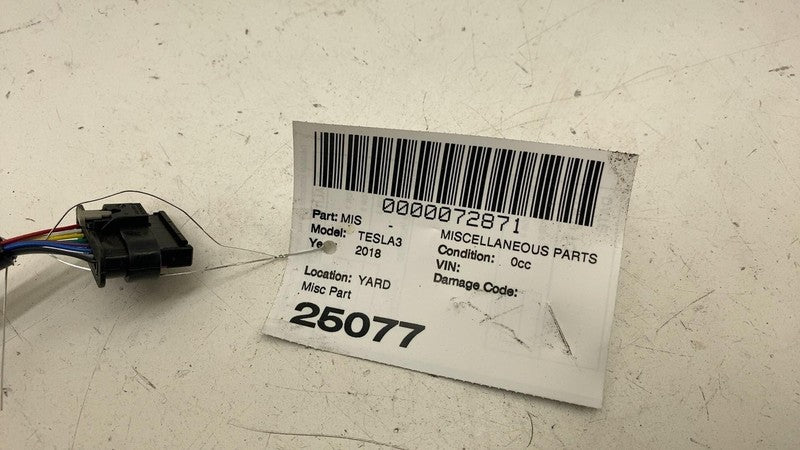 0000072871
Part: MIS - MISCELLANEOUS PARTS
Model: TESLA3 Condition: 0cc
2018 VIN:
Damage Code:
Location: YARD
Misc Part
25077